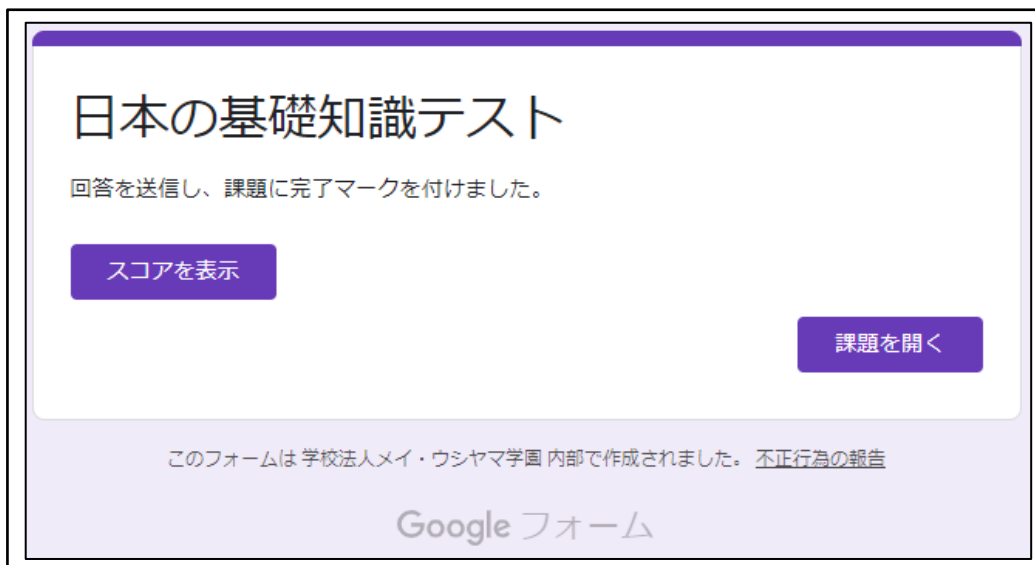 日本の基礎知識テスト
回答を送信し、課題に完了マークを付けました。
スコアを表示
課題を開く
このフォームは 学校法人メイ・ウシヤマ学園 内部で作成されました。 不正行為の報告
Google フォーム